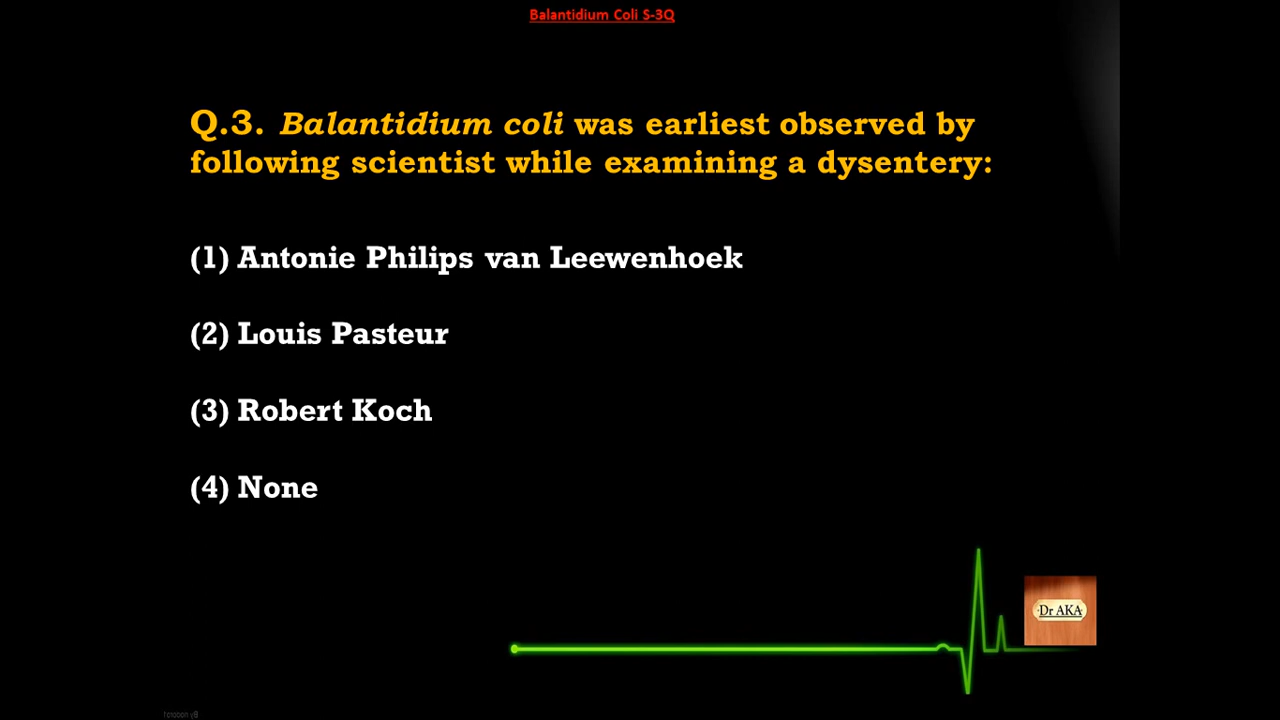 Balantidium Coli S-3Q
Q.3. Balantidium coli was earliest observed by
following scientist while examining a dysentery:
(1) Antonie Philips van Leewenhoek
(2) Louis Pasteur
(3) Robert Koch
(4) None
Dr AKA